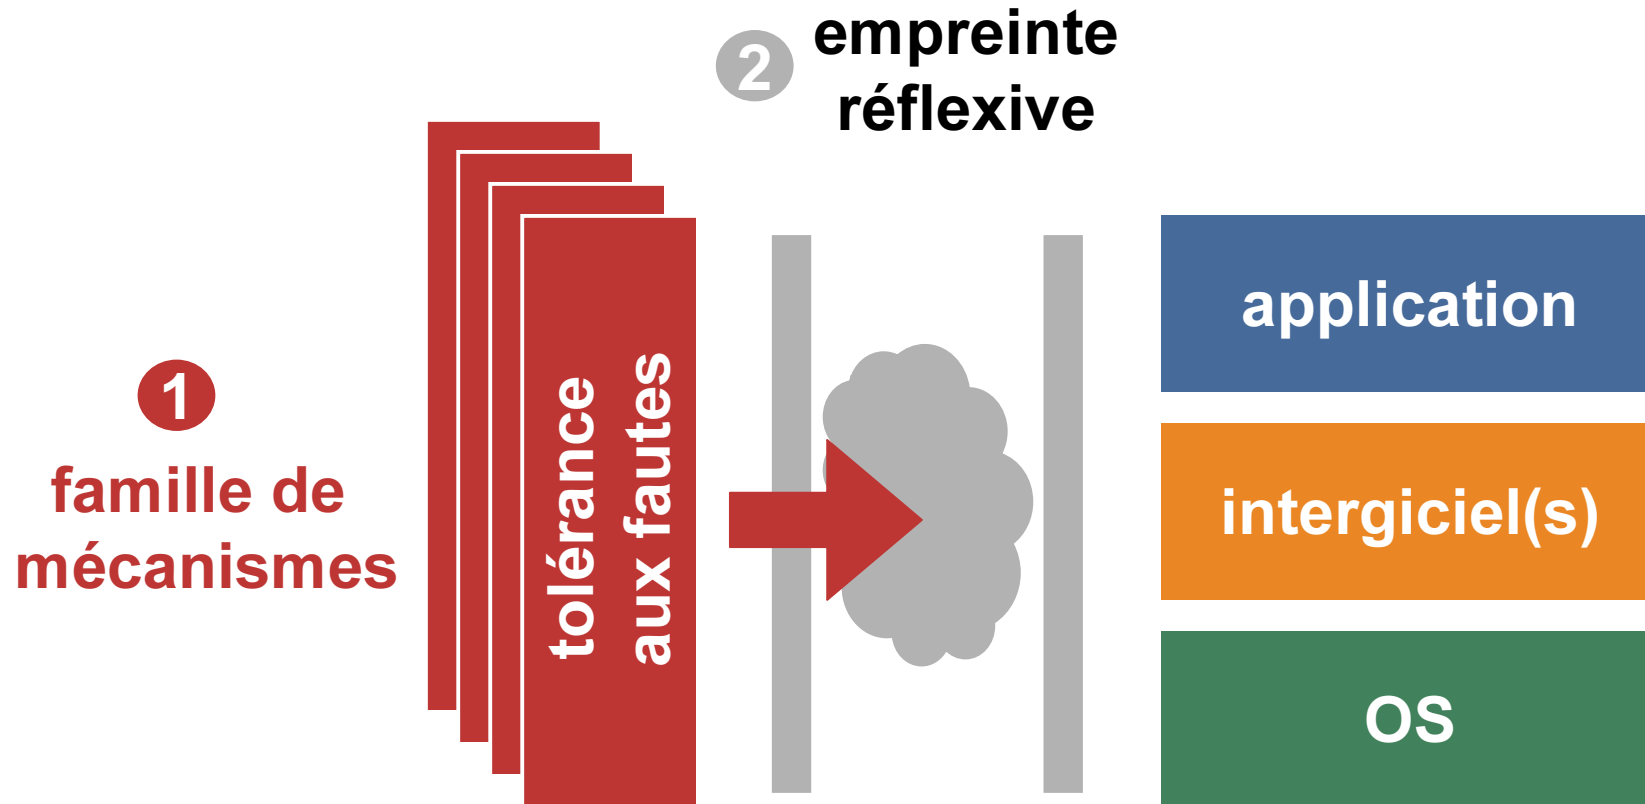 2
empreinte
réflexive
1
famille de
mécanismes
tolérance
aux fautes
application
intergiciel(s)
OS